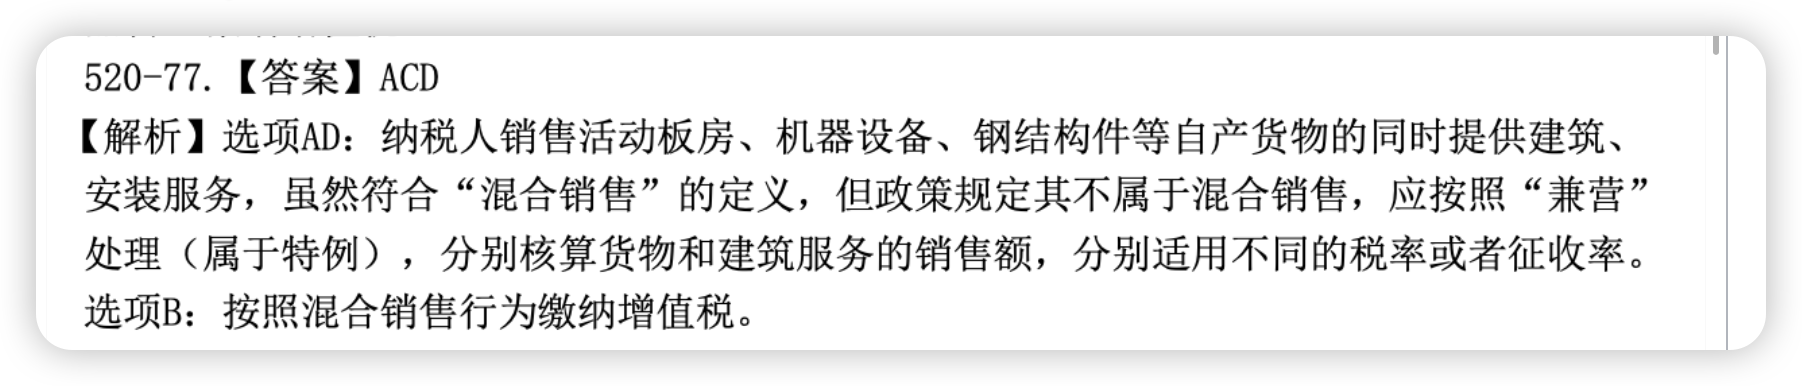 520-77.【答案】ACD
【解析】选项AD：纳税人销售活动板房、机器设备、钢结构件等自产货物的同时提供建筑、
安装服务，虽然符合“混合销售”的定义，但政策规定其不属于混合销售，应按照“兼营”
处理（属于特例），分别核算货物和建筑服务的销售额，分别适用不同的税率或者征收率。
选项B：按照混合销售行为缴纳增值税。